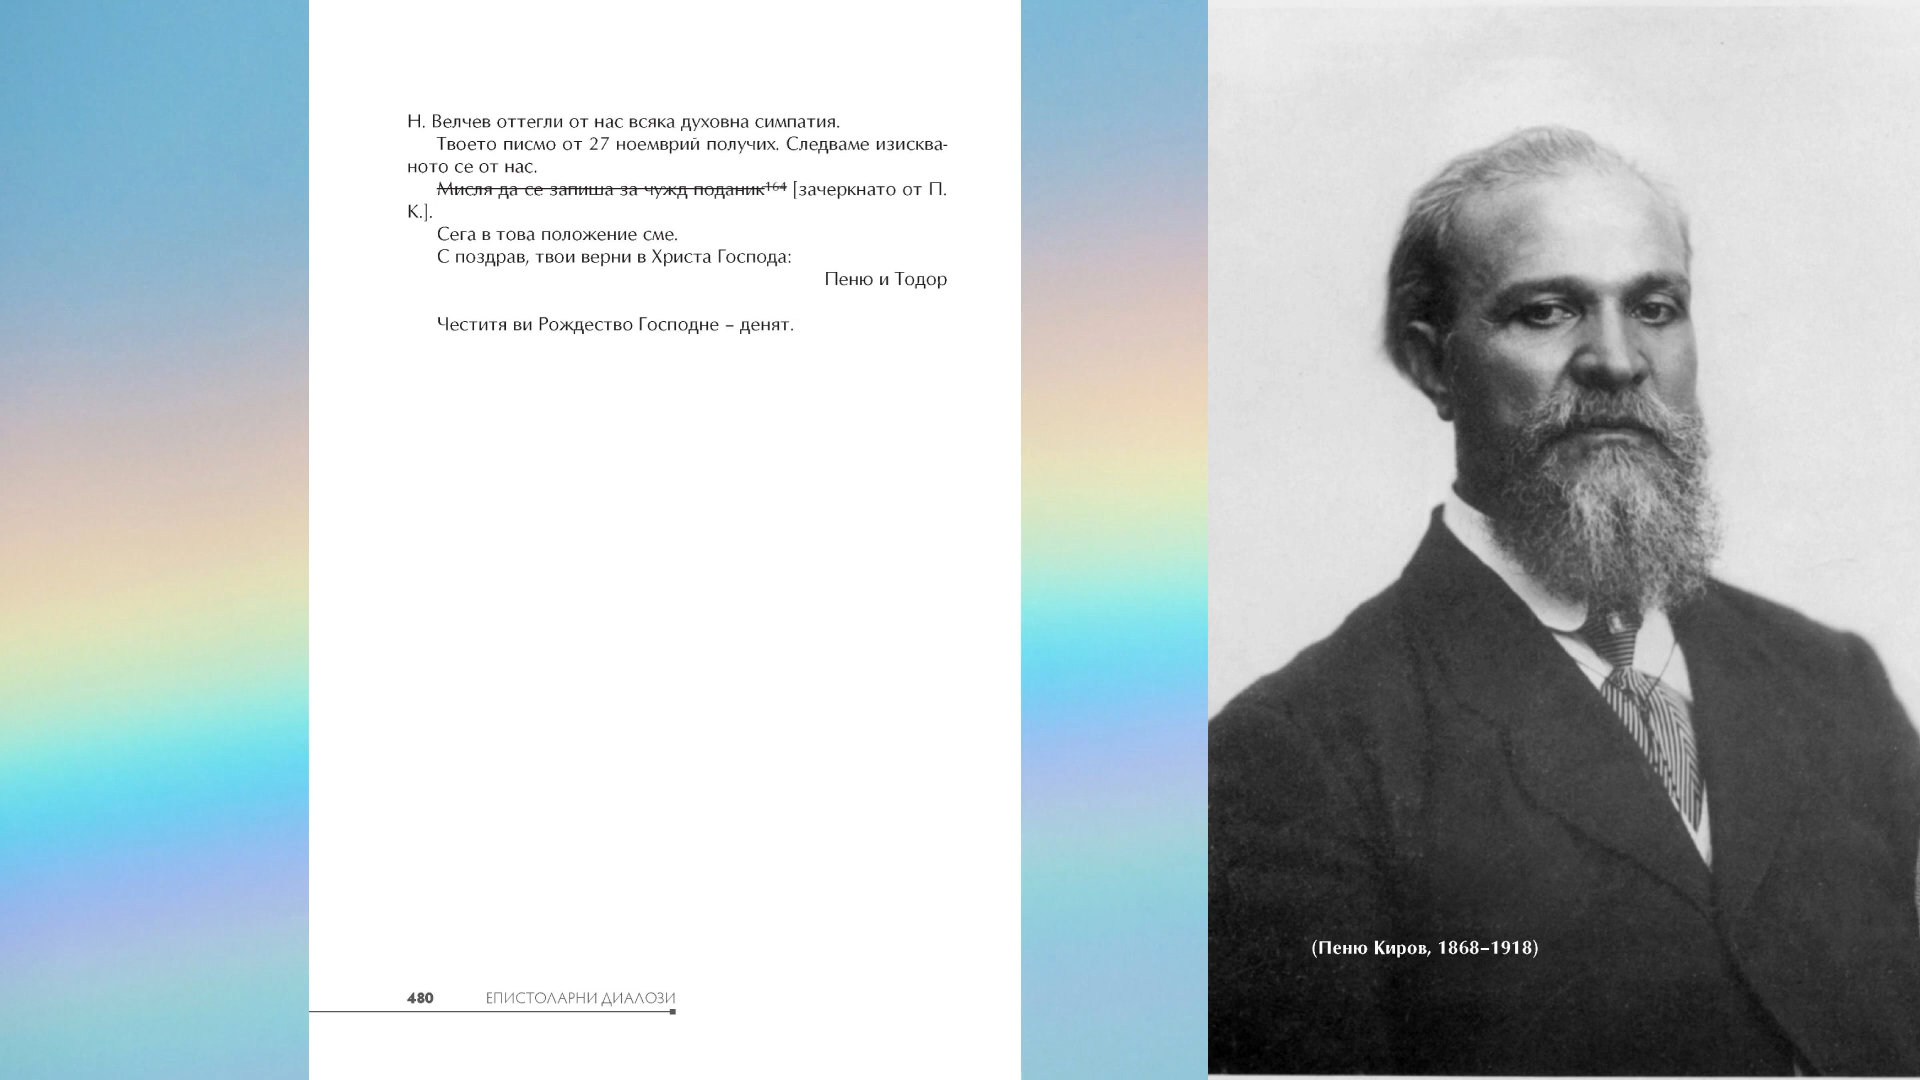 Н. Велчев оттегли от нас всяка духовна симпатия.
Твоето писмо от 27 ноемврий получих. Следваме изисква-
ното се от нас.
Мисля да се запиша за чужд поданик164 [зачеркнато от П.
К.].
Сега в това положение сме.
С поздрав, твои верни в Христа Господа:
Пеню и Тодор
Честитя ви Рождество Господне – денят.
480 ЕПИСТОЛАРНИ ДИАЛОЗИ
(Пеню Киров, 1868–1918)